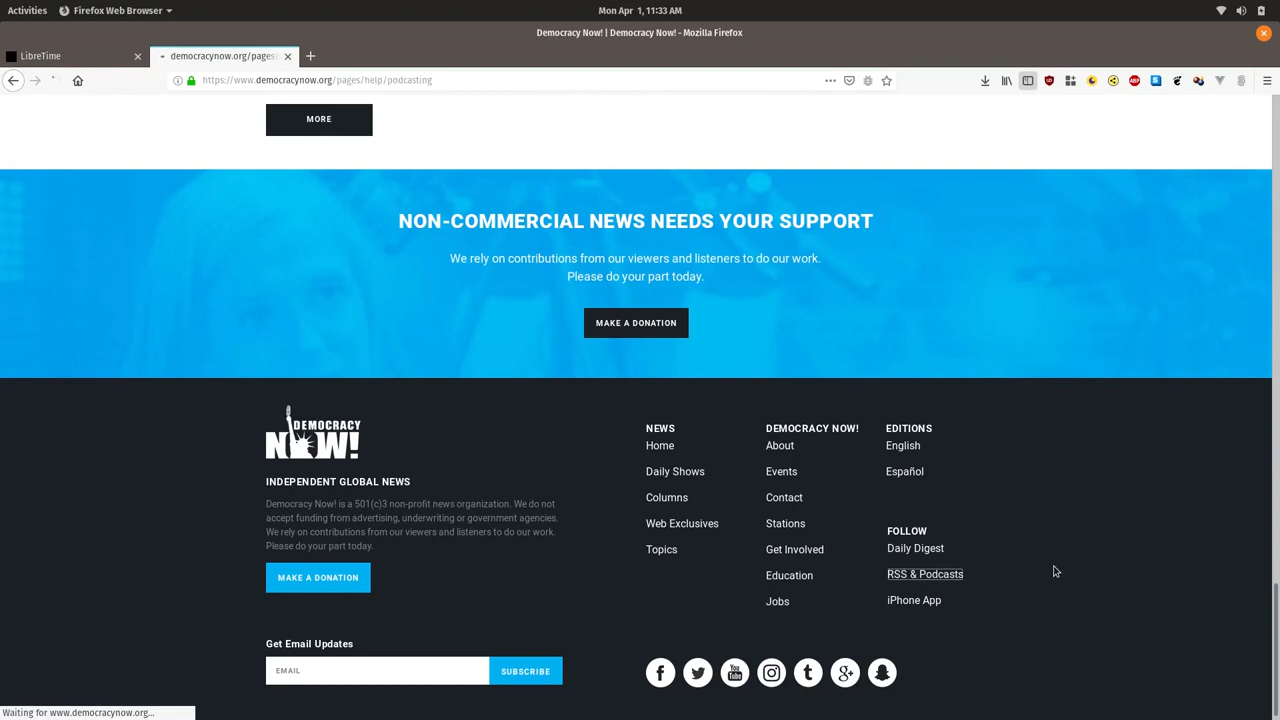 Activities
Firefox Web Browser
Mon Apr 1, 11:33 AM
Democracy Now! | Democracy Now! - Mozilla Firefox
LibreTime
democracynow.org/pages
https://www.democracynow.org/pages/help/podcasting
MORE
NON-COMMERCIAL NEWS NEEDS YOUR SUPPORT
We rely on contributions from our viewers and listeners to do our work.
Please do your part today.
MAKE A DONATION
DEMOCRACY
NOW!
INDEPENDENT GLOBAL NEWS
Democracy Now! is a 501(c)3 non-profit news organization. We do not
accept funding from advertising, underwriting or government agencies.
We rely on contributions from our viewers and listeners to do our work.
Please do your part today.
MAKE A DONATION
Get Email Updates
EMAIL
SUBSCRIBE
NEWS
Home
Daily Shows
Columns
Web Exclusives
Topics
DEMOCRACY NOW!
About
Events
Contact
Stations
Get Involved
Education
Jobs
EDITIONS
English
Español
FOLLOW
Daily Digest
RSS & Podcasts
iPhone App
You
Tube
Waiting for www.democracynow.org...